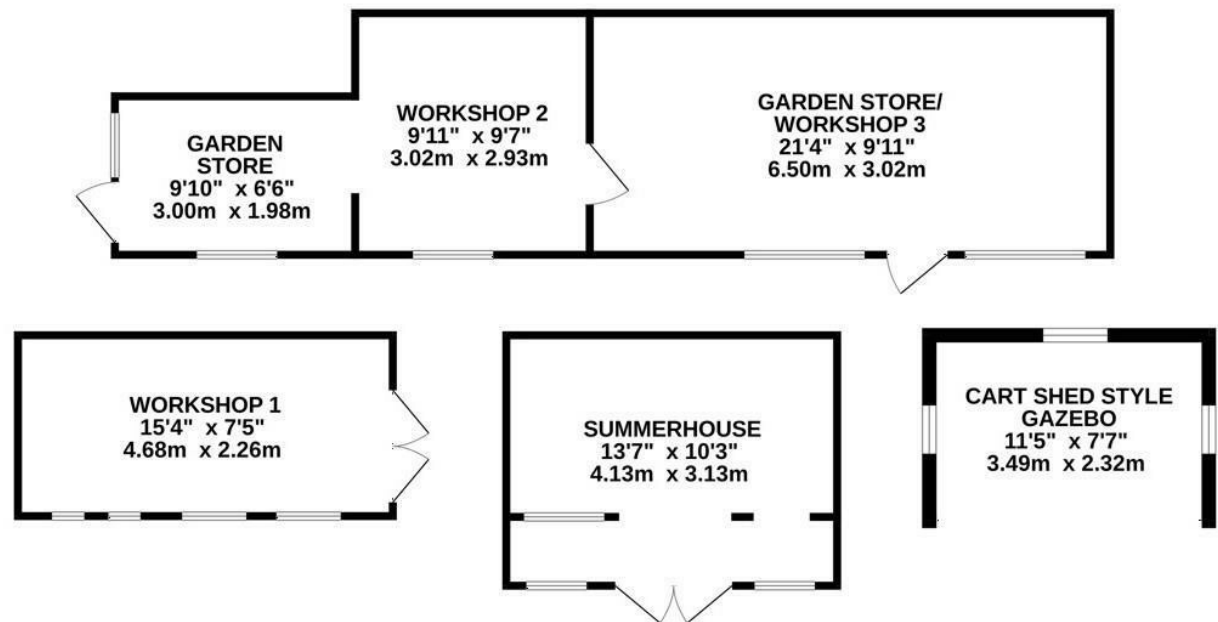 GARDEN
STORE
9'10" x 6'6"
3.00m x 1.98m
WORKSHOP 2
9'11" x 9'7"
3.02m x 2.93m
GARDEN STORE/
WORKSHOP 3
21'4" x 9'11"
6.50m x 3.02m
WORKSHOP 1
15'4" x 7'5"
4.68m x 2.26m
SUMMERHOUSE
13'7" x 10'3"
4.13m x 3.13m
CART SHED STYLE
GAZEBO
11'5" x 7'7"
3.49m x 2.32m